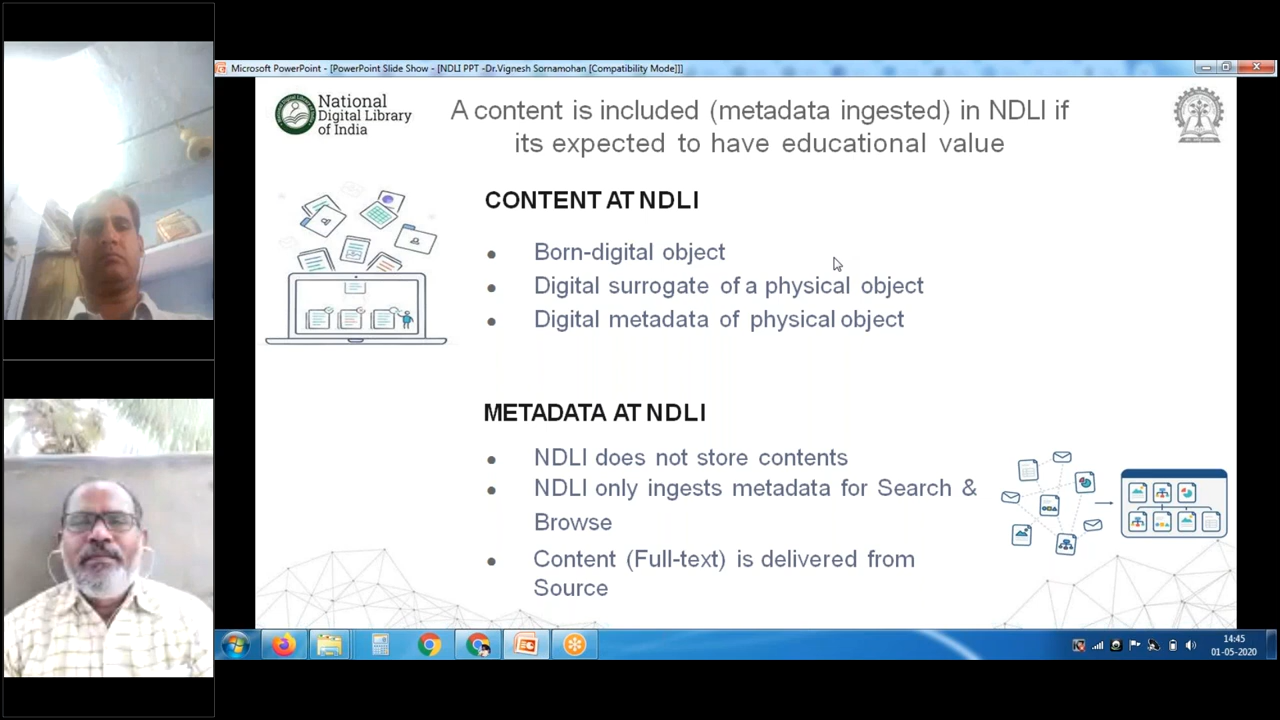 Microsoft PowerPoint - [PowerPoint Slide Show - [NDLI PPT -Dr.Vignesh Sornamohan [Compatibility Mode]]]
National
Digital Library
of India
A content is included (metadata ingested) in NDLI if
its expected to have educational value
CONTENT AT NDLI
● Born-digital object
● Digital surrogate of a physical object
● Digital metadata of physical object
METADATA AT NDLI
● NDLI does not store contents
● NDLI only ingests metadata for Search &
Browse
● Content (Full-text) is delivered from
Source
14:45
01-05-2020